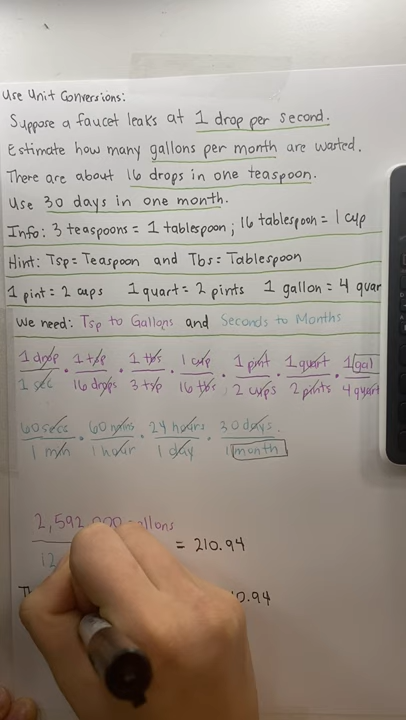 Use Unit Conversions:
Suppose a faucet leaks at 1 drop per second.
Estimate how many gallons per month are wasted.
There are about 16 drops in one teaspoon.
Use 30 days in one month.
Info: 3 teaspoons = 1 tablespoon; 16 tablespoon = 1 cup
Hint: Tsp = Teaspoon and Tbs = Tablespoon
1 pint = 2 cups 1 quart = 2 pints 1 gallon = 4 quar
We need: Tsp to Gallons and Seconds to Months
1 drop 1 tsp 1 tbs 1 cup 1 pint 1 quart 1 gal
1 sec 16 drops 3 tsp 16 tbs 2 cups 2 pints 4 quart
60 secs 60 mins 24 hours 30 days
1 min 1 hour 1 day 1 month
2,592, gallons
12 = 210.94
0.94